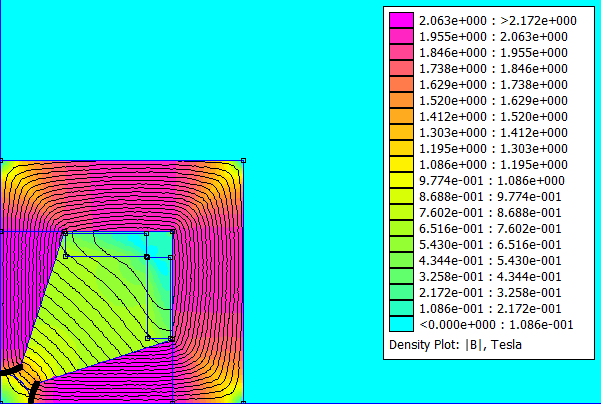 2.063e+000 : >2.172e+000
1.955e+000 : 2.063e+000
1.846e+000 : 1.955e+000
1.738e+000 : 1.846e+000
1.629e+000 : 1.738e+000
1.520e+000 : 1.629e+000
1.412e+000 : 1.520e+000
1.303e+000 : 1.412e+000
1.195e+000 : 1.303e+000
1.086e+000 : 1.195e+000
9.774e-001 : 1.086e+000
8.688e-001 : 9.774e-001
7.602e-001 : 8.688e-001
6.516e-001 : 7.602e-001
5.430e-001 : 6.516e-001
4.344e-001 : 5.430e-001
3.258e-001 : 4.344e-001
2.172e-001 : 3.258e-001
1.086e-001 : 2.172e-001
<0.000e+000 : 1.086e-001
Density Plot: |B|, Tesla